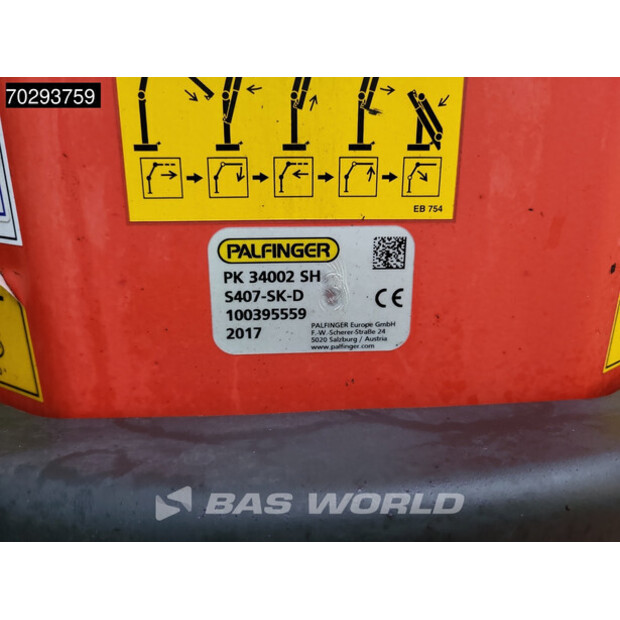 70293759
EB 754
PALFINGER
PK 34002 SH
S407-SK-D
100395559
2017
CE
PALFINGER Europe GmbH
F.-W.-Scherer-Straße 24
5020 Salzburg / Austria
www.palfinger.com
BAS WORLD